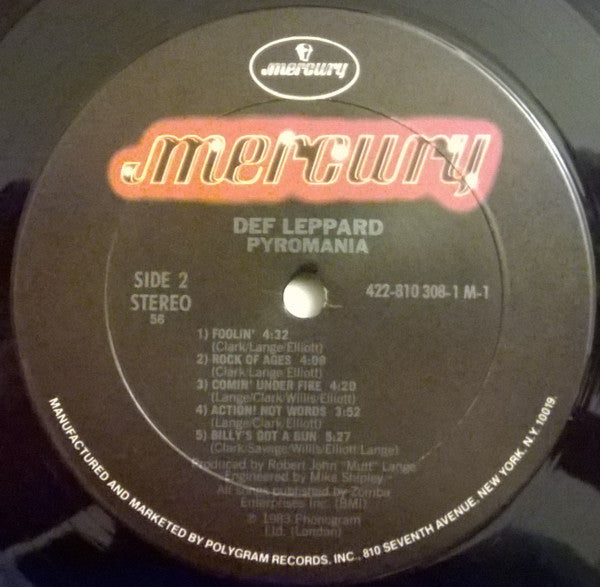 mercury
mercury
DEF LEPPARD
PYROMANIA
SIDE 2
STEREO
56
422-810 308-1 M-1
1) FOOLIN' 4:32
(Clark/Lange/Elliott)
2) ROCK OF AGES 4:09
(Clark/Lange Elliott)
3) COMIN' UNDER FIRE 4:20
(Lange/Clark/Willis/Elliott)
4) ACTION! NOT WORDS 3:52
(Lange/Clark/Elliott)
5) BILLY'S GOT A GUN 5:27
(Clark/Savage/Willis/Elliott/Lange)
Produced by Robert John "Mutt" Lange
Engineered by Mike Shipley
All songs published by Zomba
Enterprises Inc. (BMI)
℗ 1983 Phonogram
Ltd. (London)
MANUFACTURED AND MARKETED BY POLYGRAM RECORDS, INC., 810 SEVENTH AVENUE, NEW YORK, N.Y. 10019.